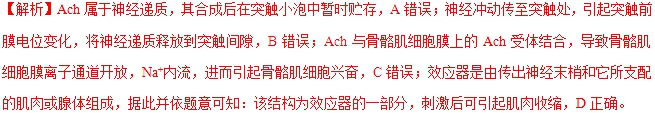 【解析】Ach 属于神经递质，其合成后在突触小泡中暂时贮存，A 错误；神经冲动传至突触处，引起突触前
膜电位变化，将神经递质释放到突触间隙，B 错误；Ach 与骨骼肌细胞膜上的 Ach 受体结合，导致骨骼肌
细胞膜离子通道开放，Na⁺内流，进而引起骨骼肌细胞兴奋，C 错误；效应器是由传出神经末梢和它所支配
的肌肉或腺体组成，据此并依题意可知：该结构为效应器的一部分，刺激后可引起肌肉收缩，D 正确。